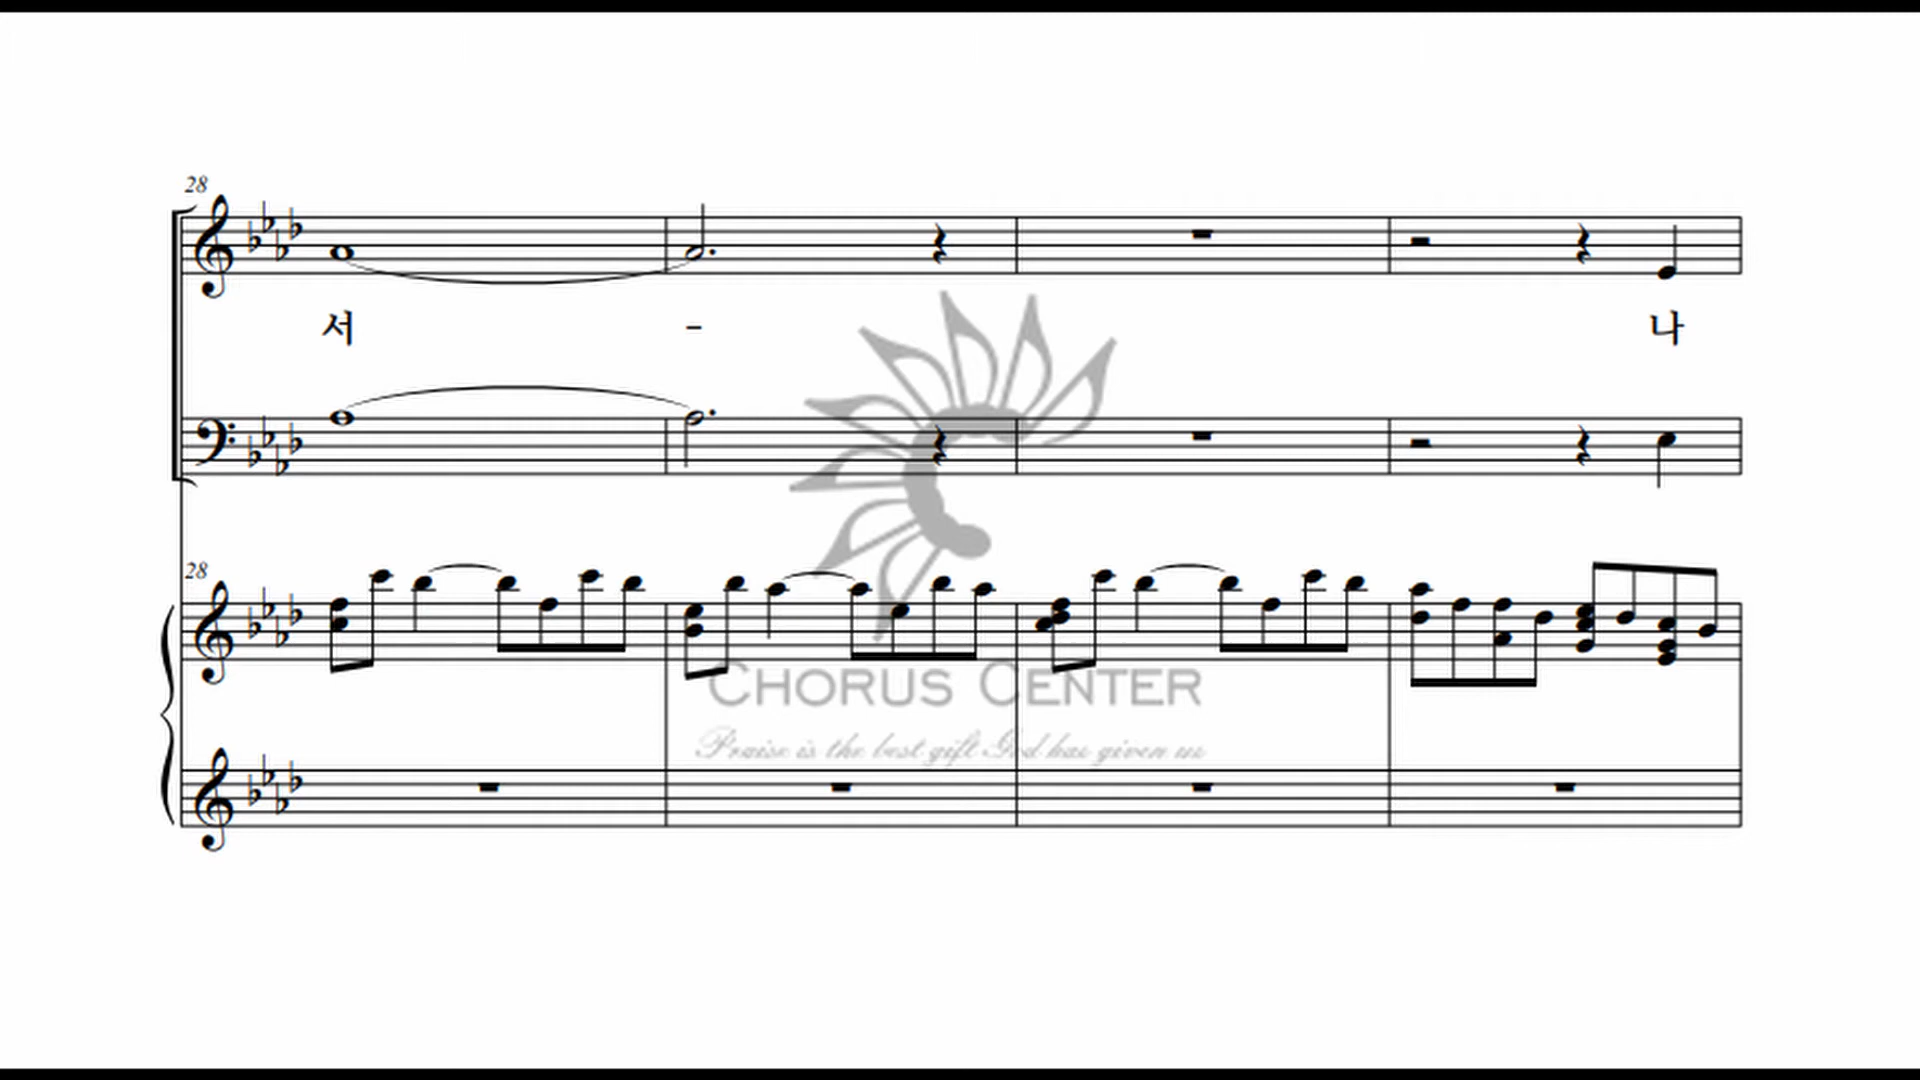 28
서 - 나
28
CHORUS CENTER
Praise is the best gift God has given us